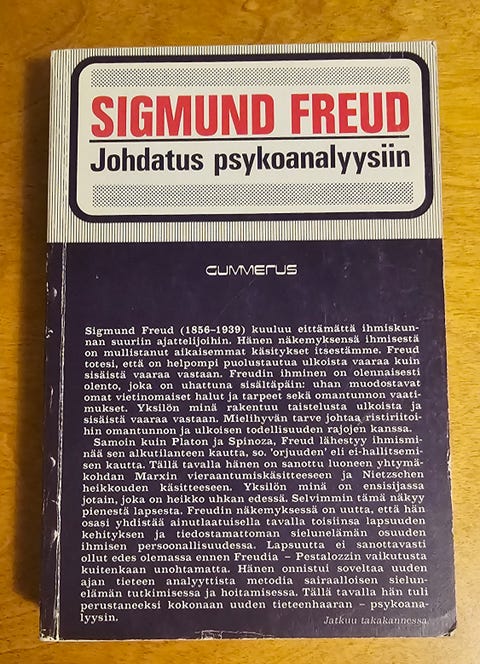 SIGMUND FREUD
Johdatus psykoanalyysiin
GUMMERUS
Sigmund Freud (1856–1939) kuuluu eittämättä ihmiskun-
nan suuriin ajattelijoihin. Hänen näkemyksensä ihmisestä
on mullistanut aikaisemmat käsitykset itsestämme. Freud
totesi, että on helpompi puolustautua ulkoista vaaraa kuin
sisäistä vaaraa vastaan. Freudin ihminen on olennaisesti
olento, joka on uhattuna sisältäpäin: uhan muodostavat
omat vietinomaiset halut ja tarpeet sekä omantunnon vaati-
mukset. Yksilön minä rakentuu taistelusta ulkoista ja
sisäistä vaaraa vastaan. Mielihyvän tarve johtaa ristiriitoi-
hin omantunnon ja ulkoisen todellisuuden rajojen kanssa.
Samoin kuin Platon ja Spinoza, Freud lähestyy ihmismi-
nää sen alkutilanteen kautta, so. 'orjuuden' eli ei-hallitsemi-
sen kautta. Tällä tavalla hänen on sanottu luoneen yhtymä-
kohdan Marxin vieraantumiskäsitteeseen ja Nietzschen
heikkouden käsitteeseen. Yksilön minä on ensisijassa
jotain, joka on heikko uhkan edessä. Selvimmin tämä näkyy
pienestä lapsesta. Freudin näkemyksessä on uutta, että hän
osasi yhdistää ainutlaatuisella tavalla toisiinsa lapsuuden
kehityksen ja tiedostamattoman sielunelämän osuuden
ihmisen persoonallisuudessa. Lapsuutta ei sanottavasti
ollut edes olemassa ennen Freudia – Pestalozzin vaikutusta
kuitenkaan unohtamatta. Hänen onnistui soveltaa uuden
ajan tieteen analyyttista metodia sairaalloisen sielun-
elämän tutkimisessa ja hoitamisessa. Tällä tavalla hän tuli
perustaneeksi kokonaan uuden tieteenhaaran – psykoana-
lyysin.
Jatkuu takakannessa